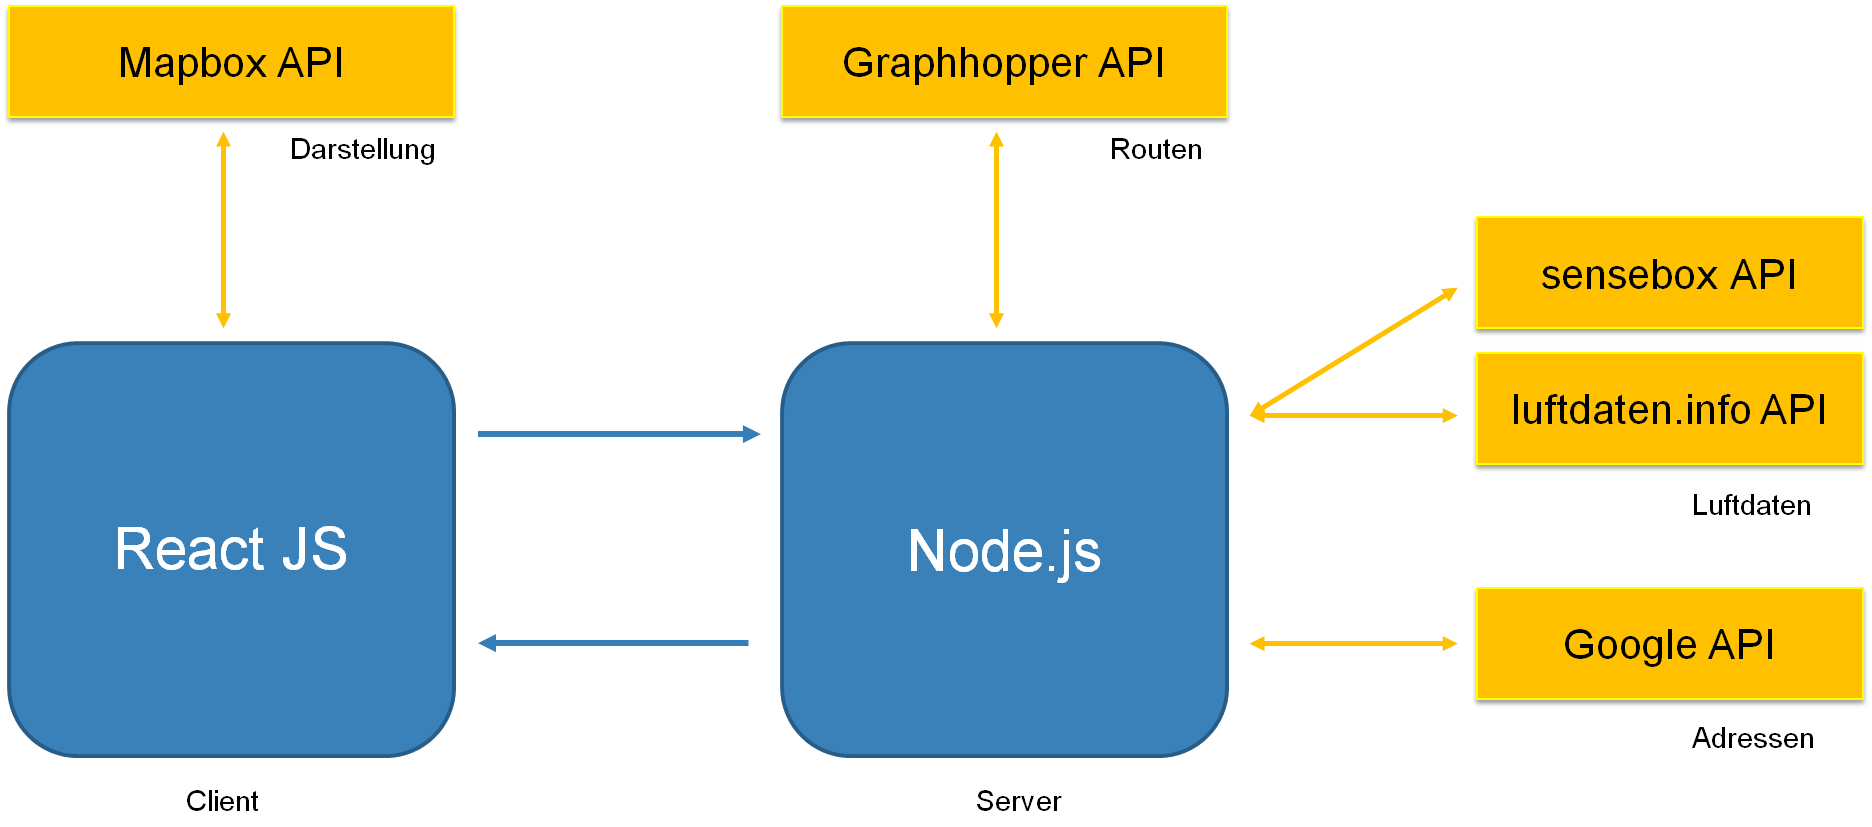 Mapbox API
Graphhopper API
Darstellung
Routen
sensebox API
luftdaten.info API
Luftdaten
React JS
Node.js
Google API
Adressen
Client
Server